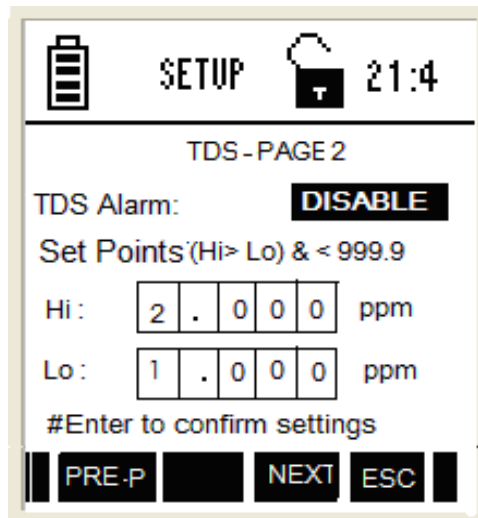 SETUP 21:4
TDS - PAGE 2
TDS Alarm: DISABLE
Set Points (Hi> Lo) & < 999.9
Hi : 2 . 0 0 0 ppm
Lo : 1 . 0 0 0 ppm
#Enter to confirm settings
PRE-P NEXT ESC